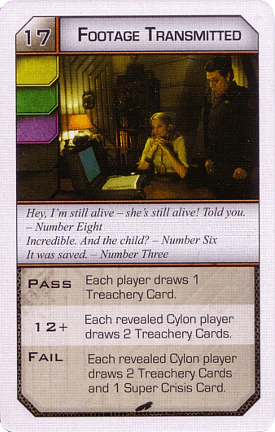 17 Footage Transmitted
Hey, I'm still alive – she's still alive! Told you.
– Number Eight
Incredible. And the child? – Number Six
It was saved. – Number Three
Pass Each player draws 1
Treachery Card.
12+ Each revealed Cylon player
draws 2 Treachery Cards.
Fail Each revealed Cylon player
draws 2 Treachery Cards
and 1 Super Crisis Card.